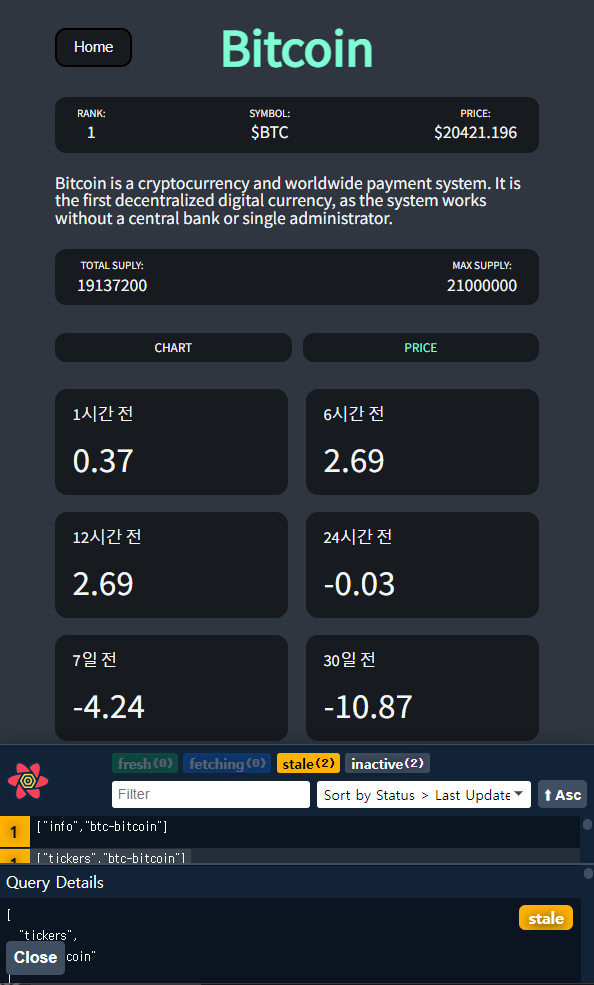 Home
Bitcoin
RANK: SYMBOL: PRICE:
1 $BTC $20421.196
Bitcoin is a cryptocurrency and worldwide payment system. It is
the first decentralized digital currency, as the system works
without a central bank or single administrator.
TOTAL SUPLY: MAX SUPPLY:
19137200 21000000
CHART PRICE
1시간 전 6시간 전
0.37 2.69
12시간 전 24시간 전
2.69 -0.03
7일 전 30일 전
-4.24 -10.87
fresh(0) fetching(0) stale(2) inactive(2)
Filter Sort by Status > Last Update ⬆ Asc
1 ["info","btc-bitcoin"]
1 ["tickers","btc-bitcoin"]
Query Details
[ stale
"tickers",
Close coin"